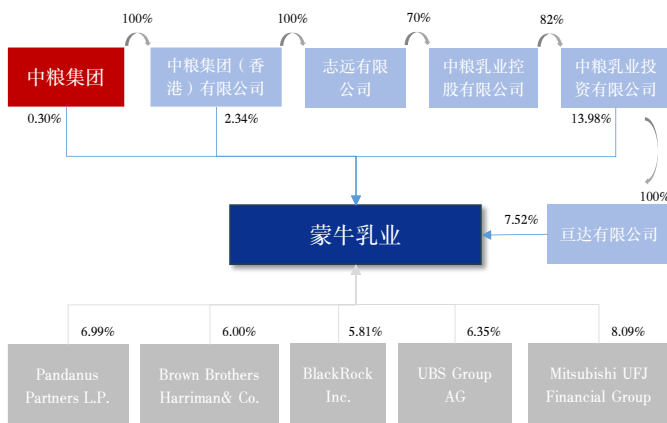 100%
100%
70%
82%
中粮集团
中粮集团（香
港）有限公司
志远有限
公司
中粮乳业控
股有限公司
中粮乳业投
资有限公司
0.30%
2.34%
13.98%
100%
蒙牛乳业
7.52%
亘达有限公司
6.99%
6.00%
5.81%
6.35%
8.09%
Pandanus
Partners L.P.
Brown Brothers
Harriman& Co.
BlackRock
Inc.
UBS Group
AG
Mitsubishi UFJ
Financial Group